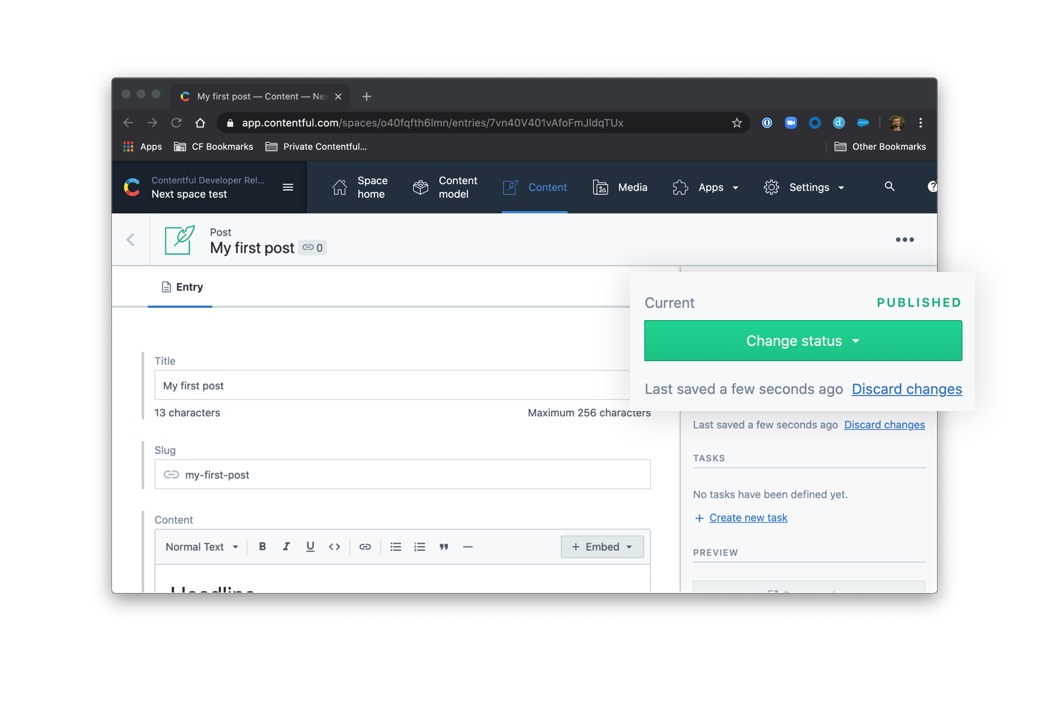 My first post — Content — Ne
app.contentful.com/spaces/o40fqfth6lmn/entries/7vn40V401vAfoFmJldqTUx
Apps CF Bookmarks Private Contentful... Other Bookmarks
Contentful Developer Rel...
Next space test
Space home
Content model
Content
Media
Apps
Settings
?
Post
My first post 0
Entry
Current PUBLISHED
Change status
Last saved a few seconds ago Discard changes
Title
My first post
13 characters Maximum 256 characters
Slug
my-first-post
Content
Normal Text B I U <> + Embed
Headline
Last saved a few seconds ago Discard changes
TASKS
No tasks have been defined yet.
+ Create new task
PREVIEW